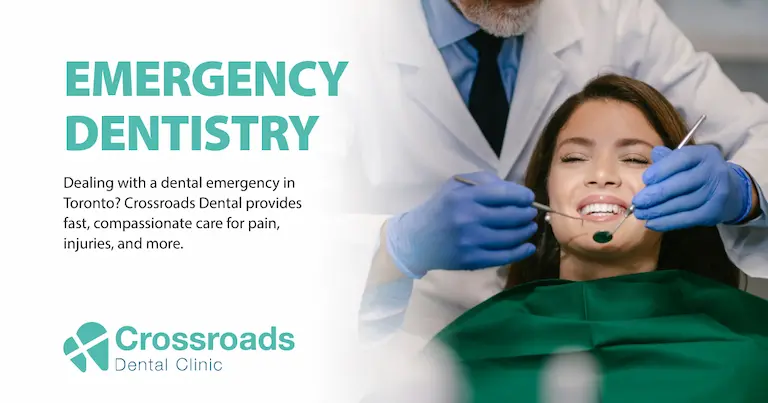 EMERGENCY
DENTISTRY
Dealing with a dental emergency in
Toronto? Crossroads Dental provides
fast, compassionate care for pain,
injuries, and more.
Crossroads
Dental Clinic